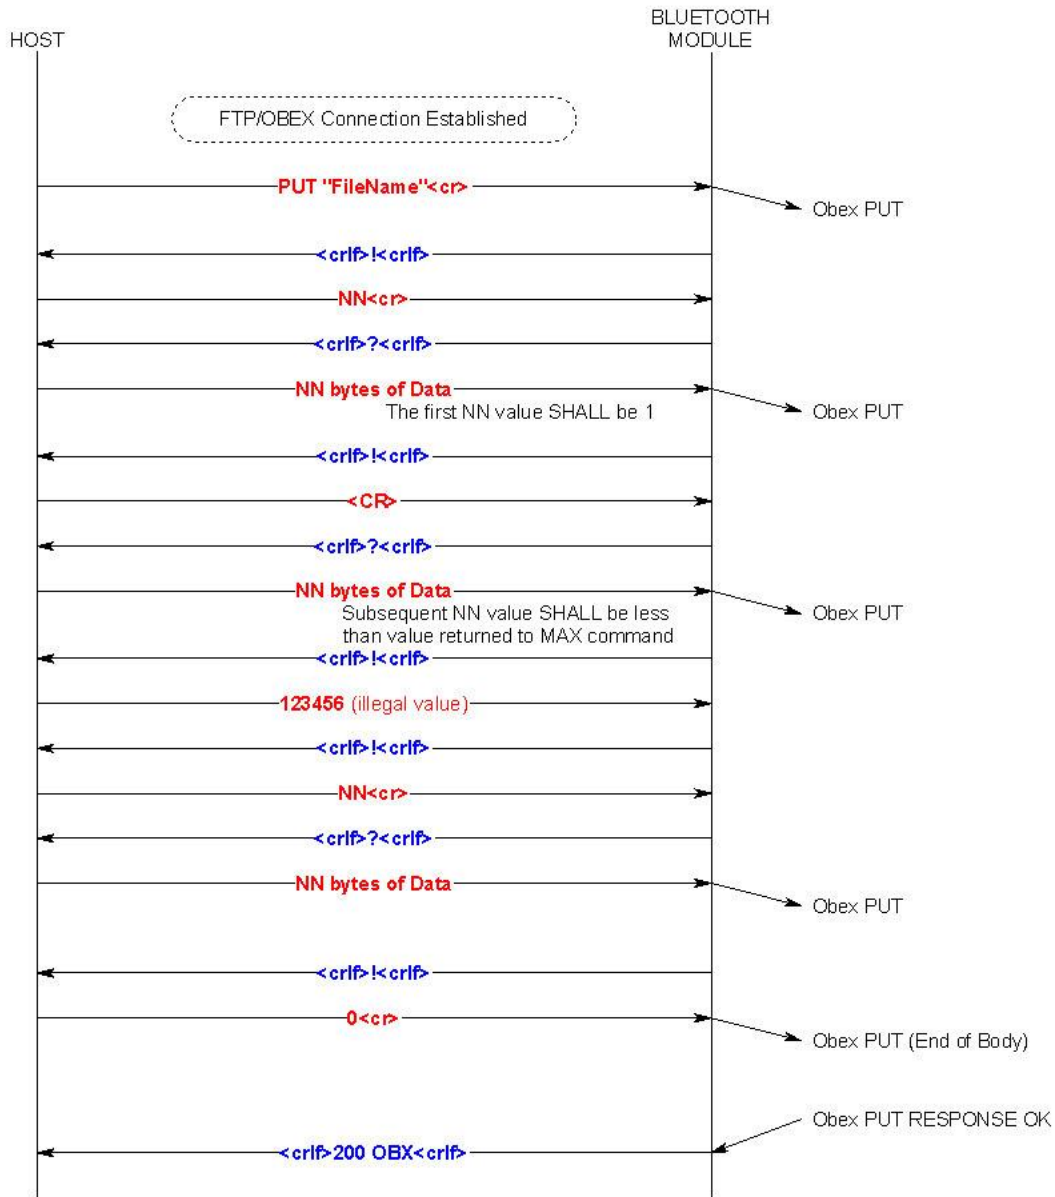 BLUETOOTH
HOST
MODULE
FTP/OBEX Connection Established
PUT "FileName"<cr>
Obex PUT
<crlf>!<crlf>
NN<cr>
<crlf>?<crlf>
NN bytes of Data
The first NN value SHALL be 1
Obex PUT
<crlf>!<crlf>
<CR>
<crlf>?<crlf>
NN bytes of Data
Subsequent NN value SHALL be less
Obex PUT
than value returned to MAX command
<crlf>!<crlf>
123456 (illegal value)
<crlf>!<crlf>
NN<cr>
<crlf>?<crlf>
NN bytes of Data
Obex PUT
<crlf>!<crlf>
0<cr>
Obex PUT (End of Body)
Obex PUT RESPONSE OK
<crlf>200 OBX<crlf>